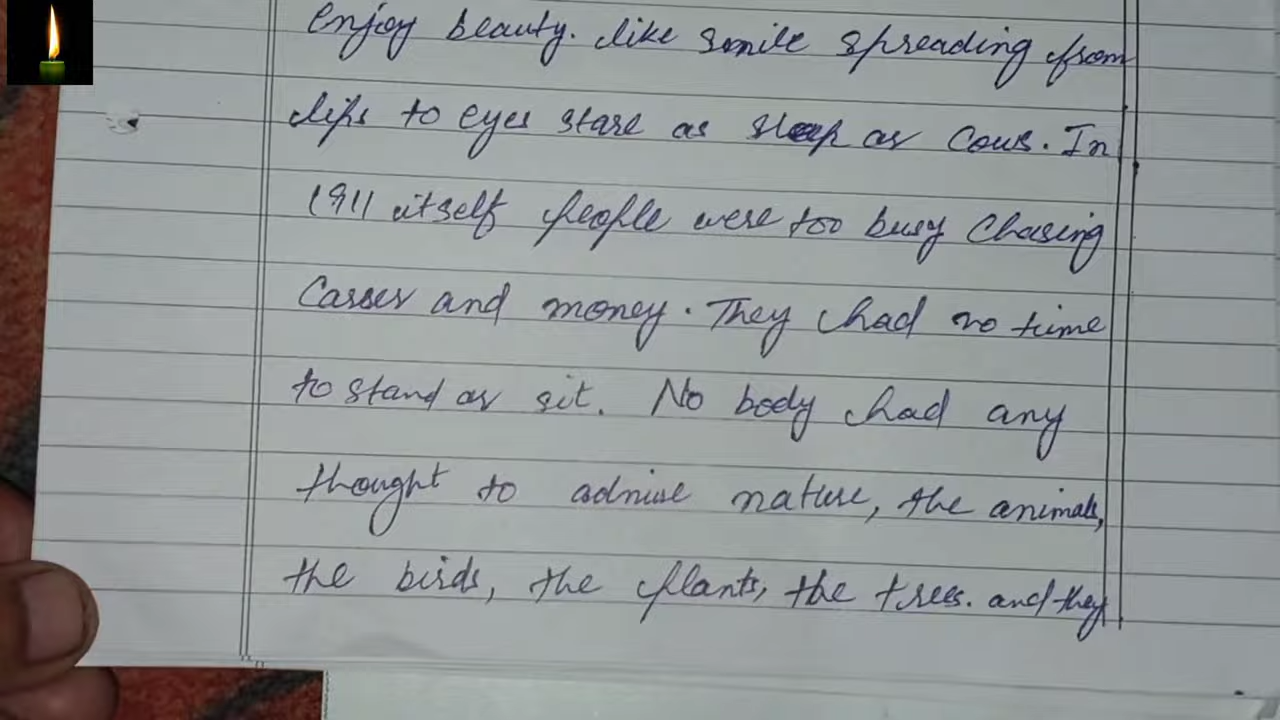 enjoy beauty. like smile spreading from
lips to eyes stare as sleep as cows. In
1911 itself people were too busy chasing
Career and money. They had no time
to stand or sit. No body had any
thought to admire nature, the animals,
the birds, the plants, the trees. and they